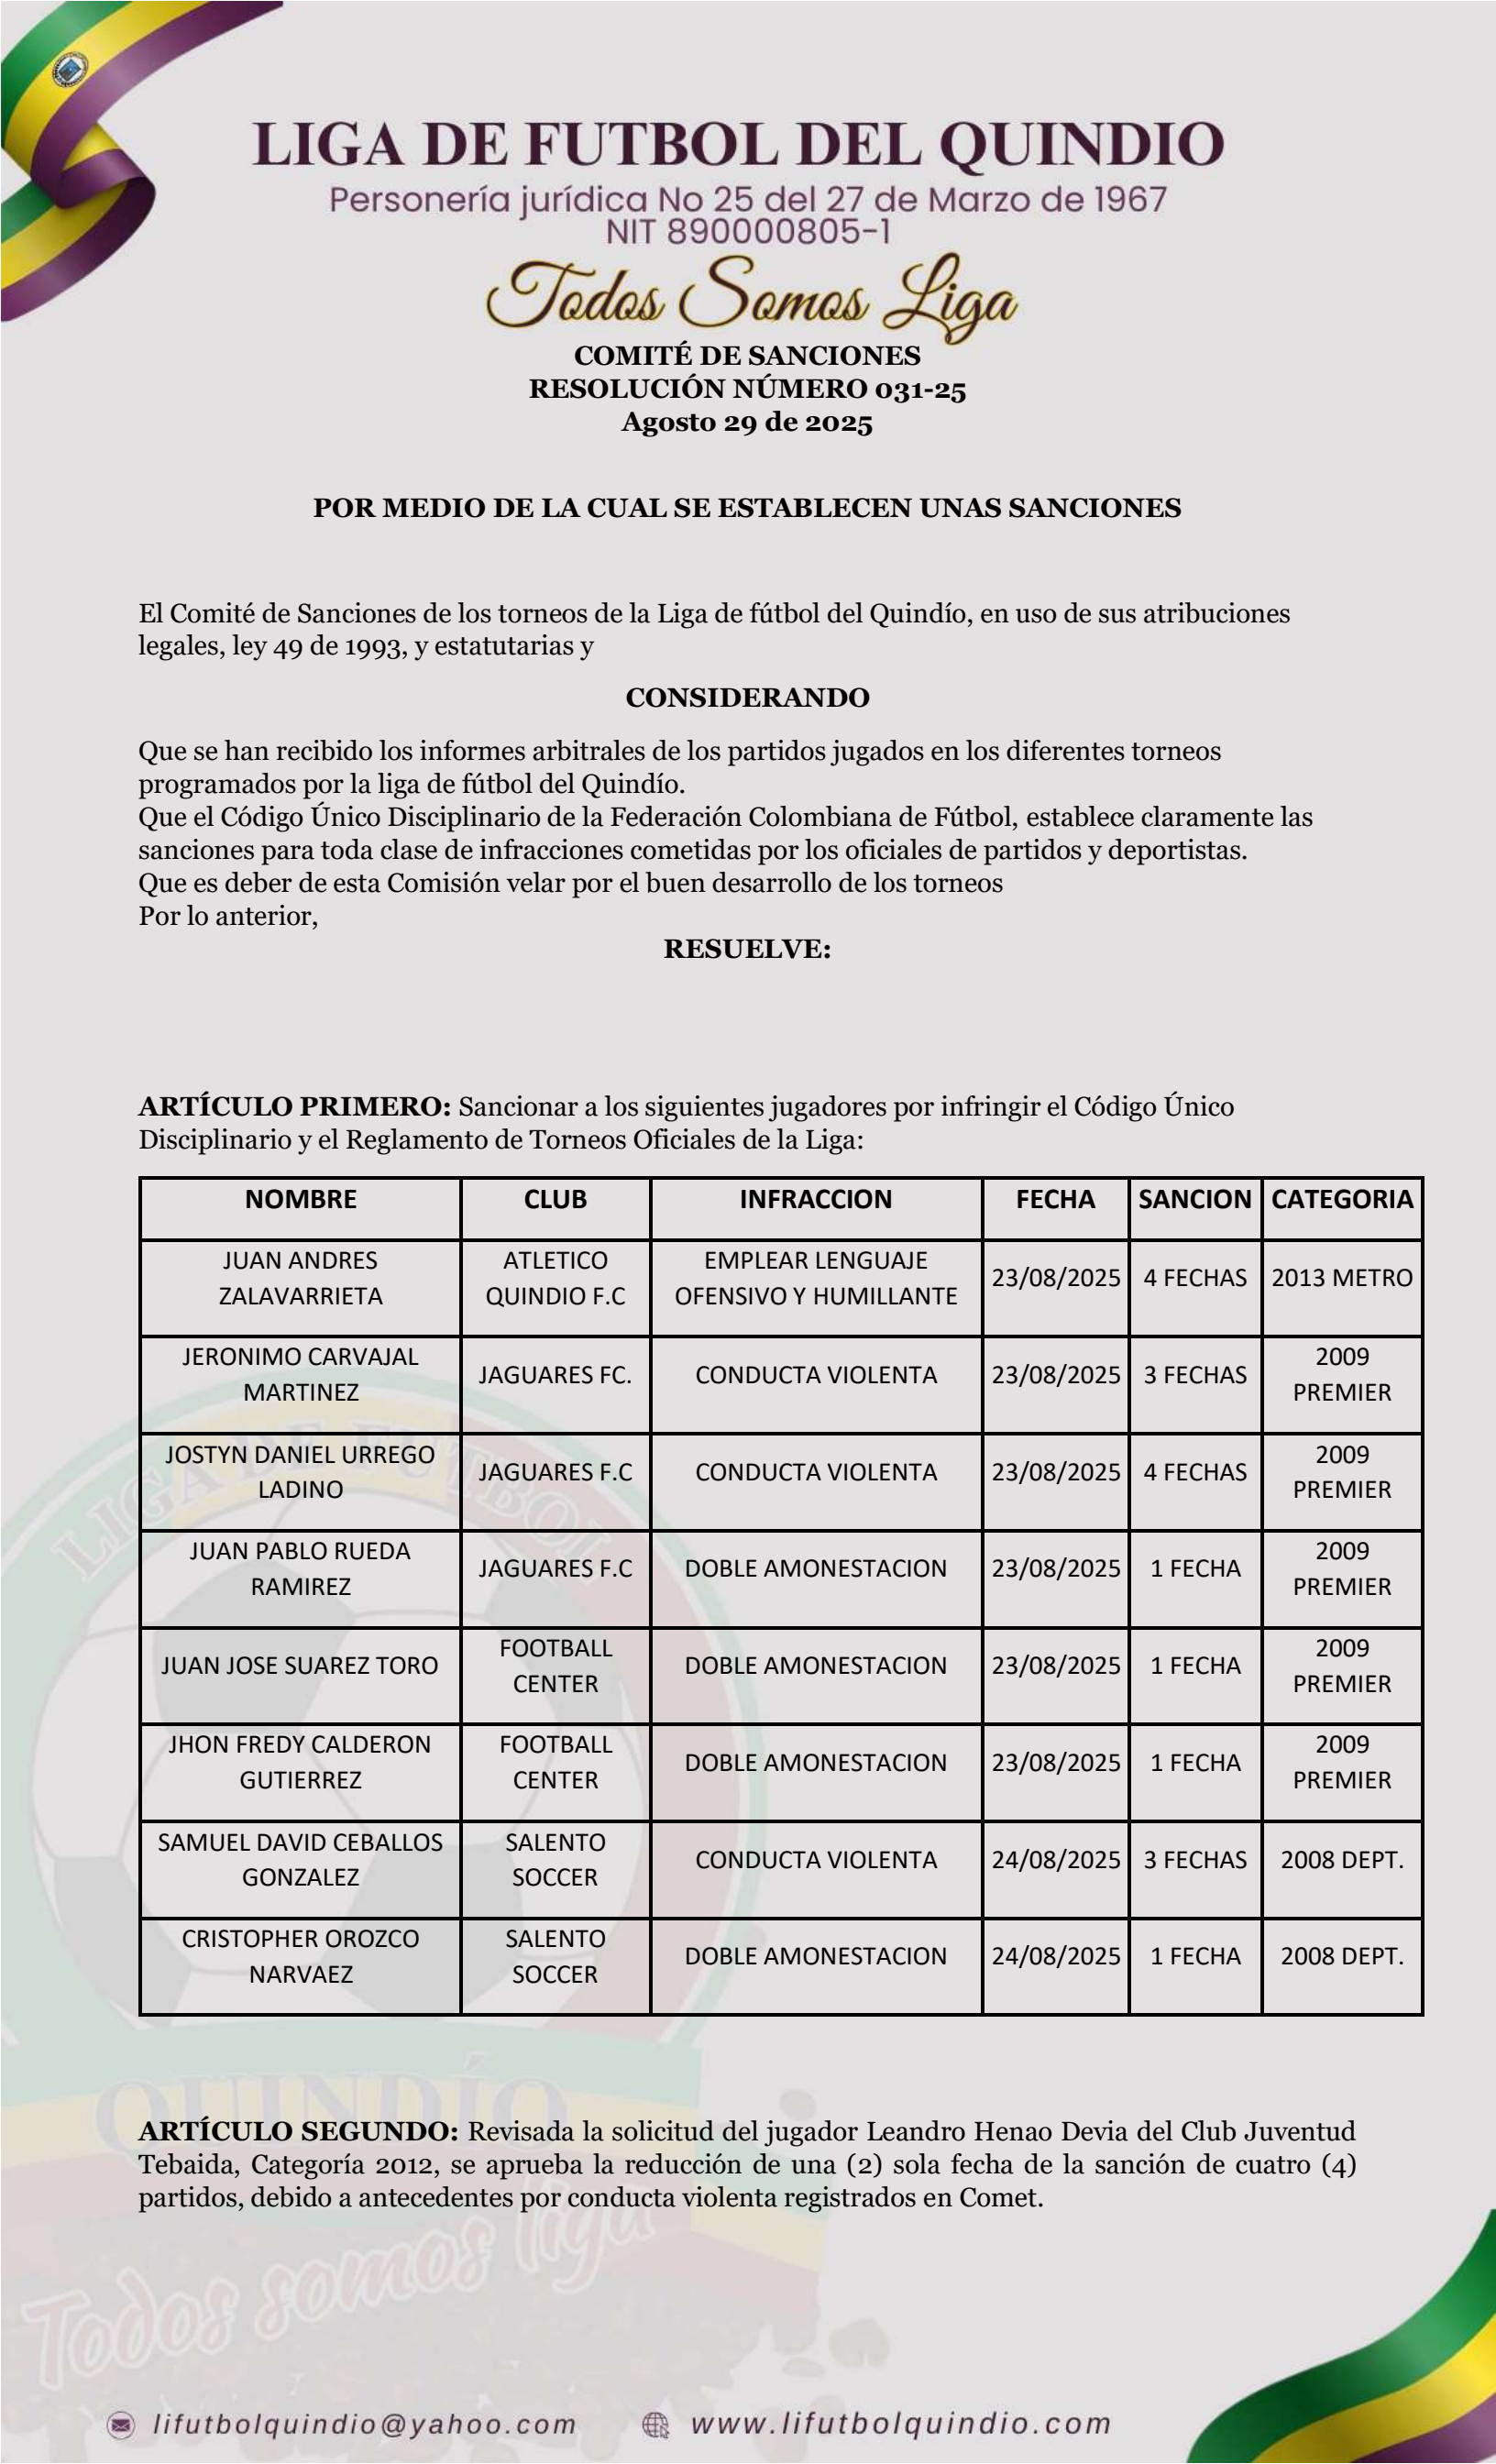 LIGA DE FUTBOL DEL QUINDIO
Personería jurídica No 25 del 27 de Marzo de 1967
NIT 890000805-1
Todos Somos Liga
COMITÉ DE SANCIONES
RESOLUCIÓN NÚMERO 031-25
Agosto 29 de 2025
POR MEDIO DE LA CUAL SE ESTABLECEN UNAS SANCIONES
El Comité de Sanciones de los torneos de la Liga de fútbol del Quindío, en uso de sus atribuciones
legales, ley 49 de 1993, y estatutarias y
CONSIDERANDO
Que se han recibido los informes arbitrales de los partidos jugados en los diferentes torneos
programados por la liga de fútbol del Quindío.
Que el Código Único Disciplinario de la Federación Colombiana de Fútbol, establece claramente las
sanciones para toda clase de infracciones cometidas por los oficiales de partidos y deportistas.
Que es deber de esta Comisión velar por el buen desarrollo de los torneos
Por lo anterior,
RESUELVE:
ARTÍCULO PRIMERO: Sancionar a los siguientes jugadores por infringir el Código Único
Disciplinario y el Reglamento de Torneos Oficiales de la Liga:
NOMBRE CLUB INFRACCION FECHA SANCION CATEGORIA
JUAN ANDRES ZALAVARRIETA ATLETICO QUINDIO F.C EMPLEAR LENGUAJE OFENSIVO Y HUMILLANTE 23/08/2025 4 FECHAS 2013 METRO
JERONIMO CARVAJAL MARTINEZ JAGUARES FC. CONDUCTA VIOLENTA 23/08/2025 3 FECHAS 2009 PREMIER
JOSTYN DANIEL URREGO LADINO JAGUARES F.C CONDUCTA VIOLENTA 23/08/2025 4 FECHAS 2009 PREMIER
JUAN PABLO RUEDA RAMIREZ JAGUARES F.C DOBLE AMONESTACION 23/08/2025 1 FECHA 2009 PREMIER
JUAN JOSE SUAREZ TORO FOOTBALL CENTER DOBLE AMONESTACION 23/08/2025 1 FECHA 2009 PREMIER
JHON FREDY CALDERON GUTIERREZ FOOTBALL CENTER DOBLE AMONESTACION 23/08/2025 1 FECHA 2009 PREMIER
SAMUEL DAVID CEBALLOS GONZALEZ SALENTO SOCCER CONDUCTA VIOLENTA 24/08/2025 3 FECHAS 2008 DEPT.
CRISTOPHER OROZCO NARVAEZ SALENTO SOCCER DOBLE AMONESTACION 24/08/2025 1 FECHA 2008 DEPT.
LIGA DE FUTBOL
QUINDÍO
ARTÍCULO SEGUNDO: Revisada la solicitud del jugador Leandro Henao Devia del Club Juventud
Tebaida, Categoría 2012, se aprueba la reducción de una (2) sola fecha de la sanción de cuatro (4)
partidos, debido a antecedentes por conducta violenta registrados en Comet.
Todos somos liga
lifutbolquindio@yahoo.com www.lifutbolquindio.com